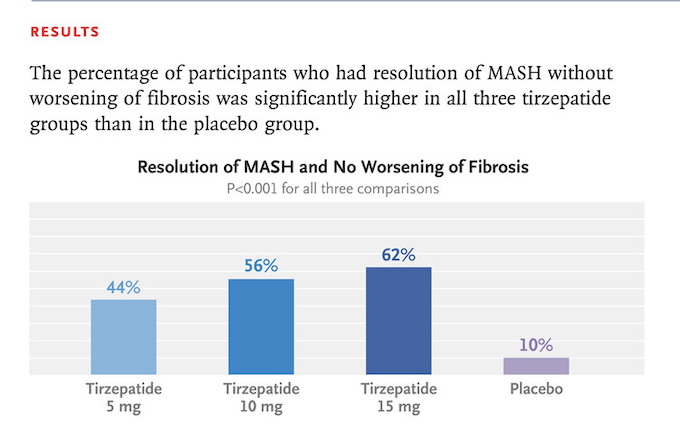 RESULTS
The percentage of participants who had resolution of MASH without
worsening of fibrosis was significantly higher in all three tirzepatide
groups than in the placebo group.
Resolution of MASH and No Worsening of Fibrosis
P<0.001 for all three comparisons
44%
56%
62%
10%
Tirzepatide
5 mg
Tirzepatide
10 mg
Tirzepatide
15 mg
Placebo